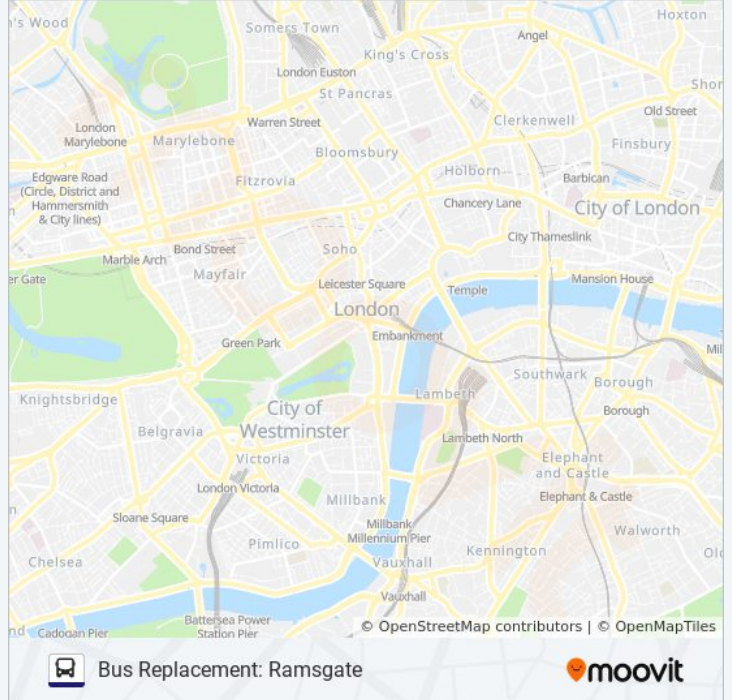 's Wood
Somers Town
Hoxton
Angel
King's Cross
London Euston
St Pancras
Shor
Old Street
Warren Street
Clerkenwell
London
Marylebone
Marylebone
Finsbury
Bloomsbury
Holborn
Edgware Road
(Circle, District and
Hammersmith
& City lines)
Fitzrovia
Barbican
Chancery Lane
City of London
n
City Thameslink
Bond Street
Soho
Marble Arch
Mayfair
er Gate
Leicester Square
Temple
Mansion House
London
Embankment
Green Park
Mil
Southwark
Borough
Knightsbridge
Lambeth
City of
Westminster
Borough
Belgravia
Lambeth North
Victoria
Elephant
and Castle
London Victoria
Millbank
Elephant & Castle
n
Sloane Square
Millbank
Millennium Pier
Walworth
Pimlico
Kennington
Olc
Chelsea
Vauxhall
Vauxhall
Battersea Power
Station Pier
nd
Cadogan Pier
© OpenStreetMap contributors | © OpenMapTiles
Bus Replacement: Ramsgate
moovit